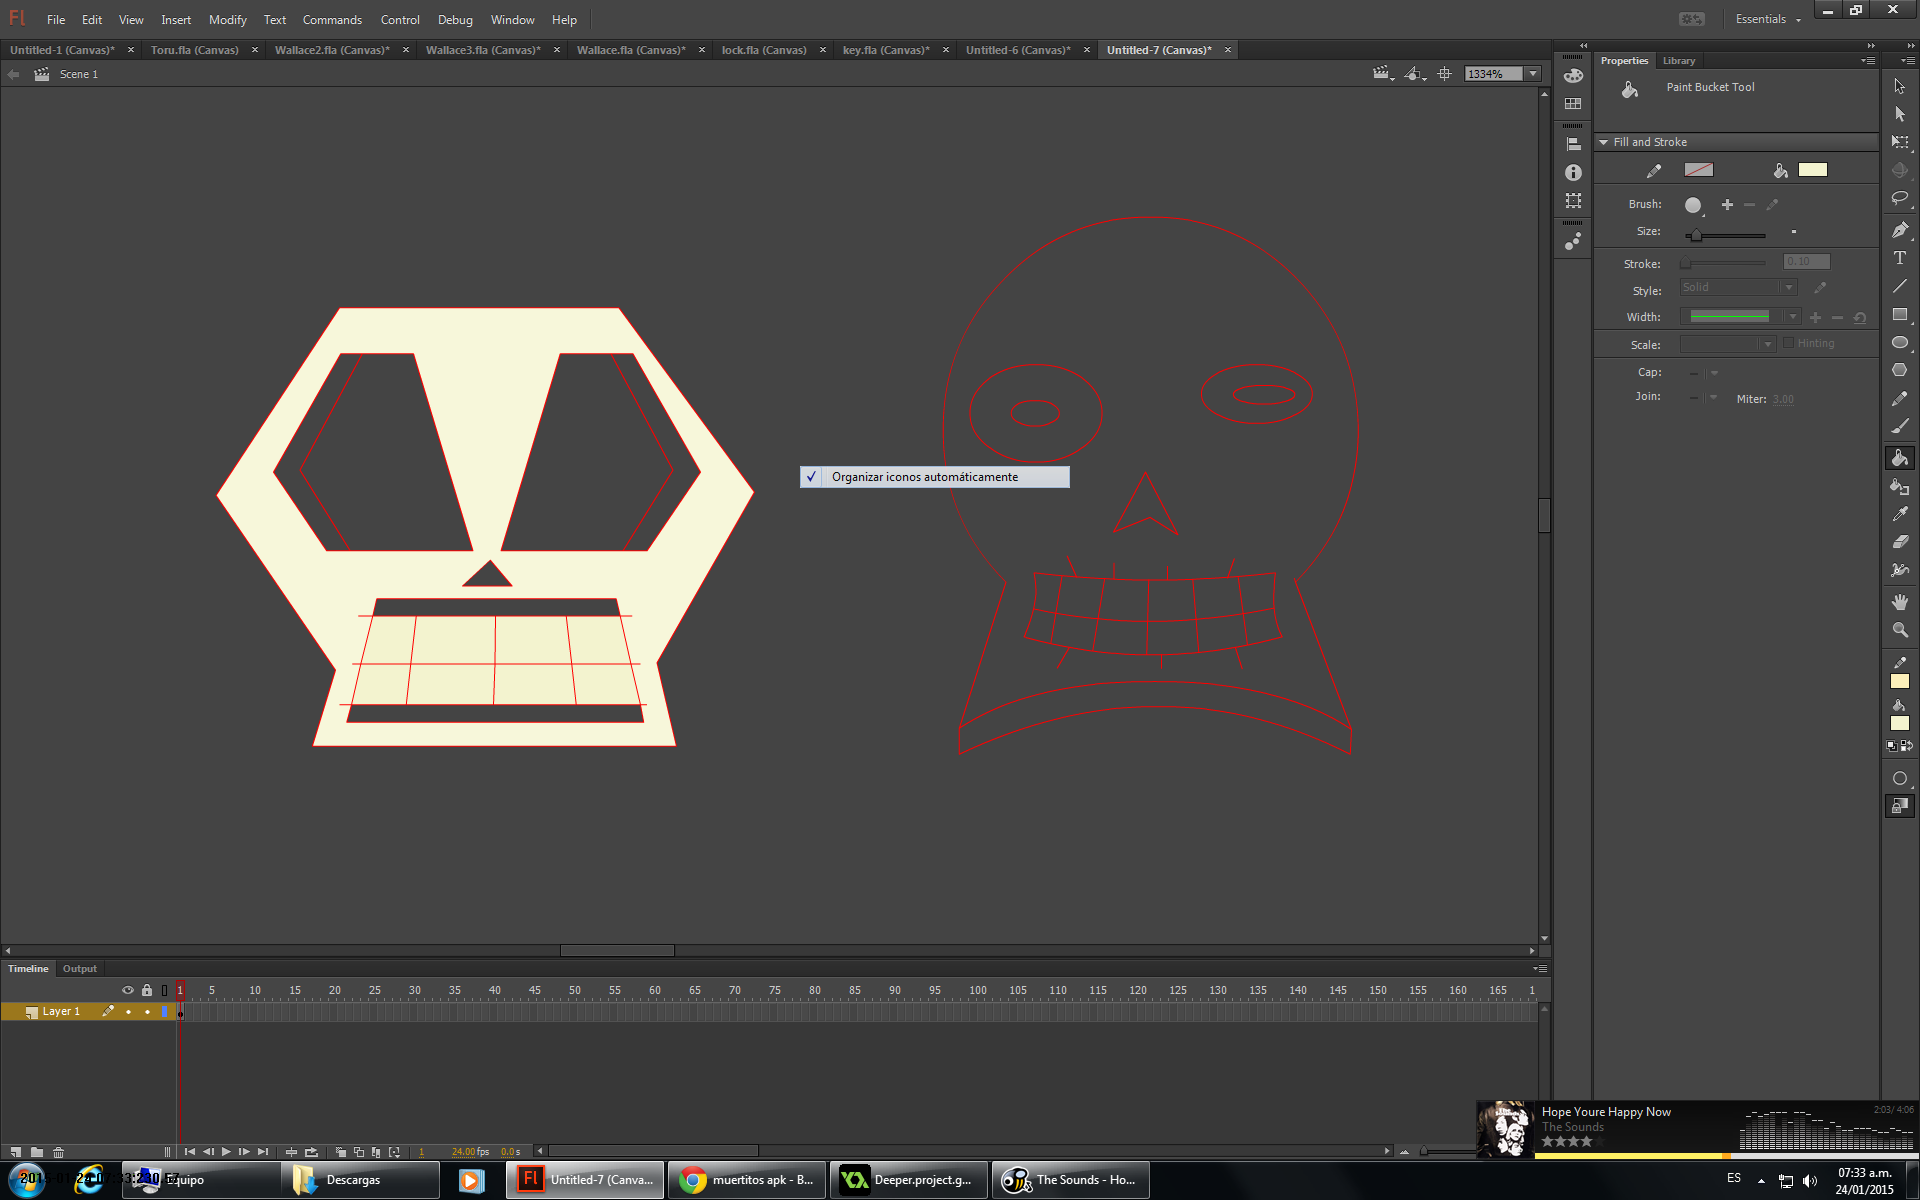 Fl File Edit View Insert Modify Text Commands Control Debug Window Help Essentials
Untitled-1 (Canvas)* Toru.fla (Canvas) Wallace2.fla (Canvas)* Wallace3.fla (Canvas)* Wallace.fla (Canvas)* lock.fla (Canvas) key.fla (Canvas)* Untitled-6 (Canvas)* Untitled-7 (Canvas)*
Scene 1
1334%
Properties Library
Paint Bucket Tool
Fill and Stroke
Brush:
Size:
Stroke: 0,10
Style: Solid
Width:
Scale: Hinting
Cap:
Join: Miter: 3,00
Organizar iconos automáticamente
Timeline Output
1 5 10 15 20 25 30 35 40 45 50 55 60 65 70 75 80 85 90 95 100 105 110 115 120 125 130 135 140 145 150 155 160 165 1
Layer 1
1 24.00 fps 0.0 s
Hope Youre Happy Now
The Sounds
2:03/ 4:06
Equipo
Descargas
Fl Untitled-7 (Canva...
muertitos apk - B...
Deeper.project.g...
The Sounds - Ho...
ES
07:33 a.m.
24/01/2015